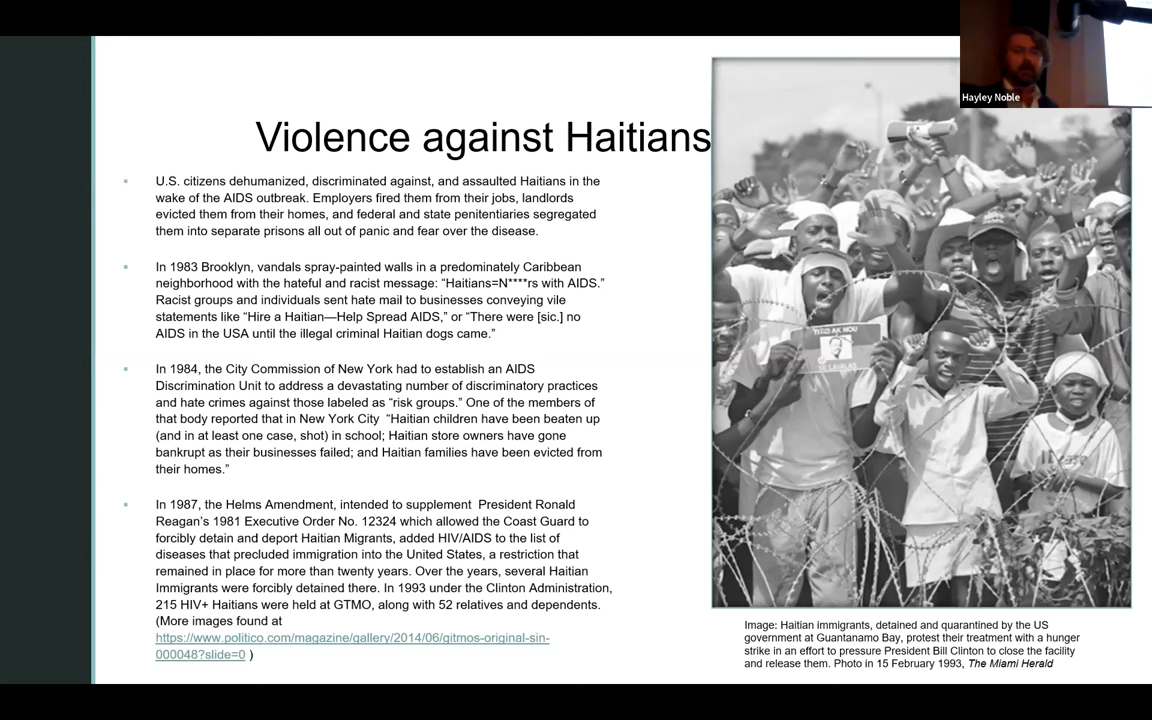 Hayley Noble
Violence against Haitians
U.S. citizens dehumanized, discriminated against, and assaulted Haitians in the
wake of the AIDS outbreak. Employers fired them from their jobs, landlords
evicted them from their homes, and federal and state penitentiaries segregated
them into separate prisons all out of panic and fear over the disease.
In 1983 Brooklyn, vandals spray-painted walls in a predominately Caribbean
neighborhood with the hateful and racist message: “Haitians=N****rs with AIDS.”
Racist groups and individuals sent hate mail to businesses conveying vile
statements like “Hire a Haitian—Help Spread AIDS,” or “There were [sic.] no
AIDS in the USA until the illegal criminal Haitian dogs came.”
In 1984, the City Commission of New York had to establish an AIDS
Discrimination Unit to address a devastating number of discriminatory practices
and hate crimes against those labeled as “risk groups.” One of the members of
that body reported that in New York City “Haitian children have been beaten up
(and in at least one case, shot) in school; Haitian store owners have gone
bankrupt as their businesses failed; and Haitian families have been evicted from
their homes.”
In 1987, the Helms Amendment, intended to supplement President Ronald
Reagan’s 1981 Executive Order No. 12324 which allowed the Coast Guard to
forcibly detain and deport Haitian Migrants, added HIV/AIDS to the list of
diseases that precluded immigration into the United States, a restriction that
remained in place for more than twenty years. Over the years, several Haitian
Immigrants were forcibly detained there. In 1993 under the Clinton Administration,
215 HIV+ Haitians were held at GTMO, along with 52 relatives and dependents.
(More images found at
https://www.politico.com/magazine/gallery/2014/06/gitmos-original-sin-
000048?slide=0 )
Image: Haitian immigrants, detained and quarantined by the US
government at Guantanamo Bay, protest their treatment with a hunger
strike in an effort to pressure President Bill Clinton to close the facility
and release them. Photo in 15 February 1993, The Miami Herald